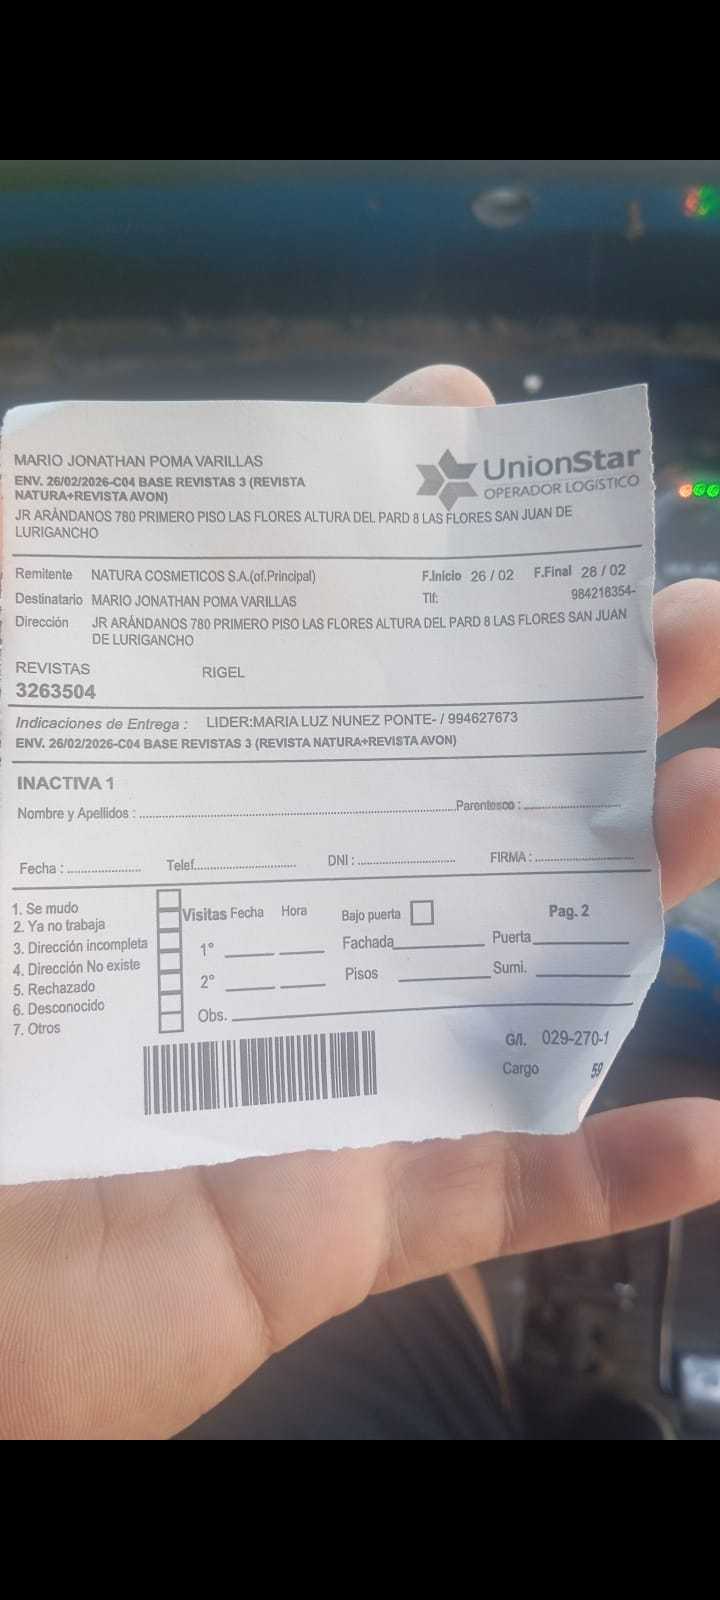 MARIO JONATHAN POMA VARILLAS
ENV. 26/02/2026-C04 BASE REVISTAS 3 (REVISTA
NATURA+REVISTA AVON)
UnionStar
OPERADOR LOGÍSTICO
JR ARÁNDANOS 780 PRIMERO PISO LAS FLORES ALTURA DEL PARD 8 LAS FLORES SAN JUAN DE
LURIGANCHO
Remitente NATURA COSMETICOS S.A.(of.Principal) F.Inicio 26 / 02 F.Final 28 / 02
Destinatario MARIO JONATHAN POMA VARILLAS Tlf: 984218354-
Dirección JR ARÁNDANOS 780 PRIMERO PISO LAS FLORES ALTURA DEL PARD 8 LAS FLORES SAN JUAN
DE LURIGANCHO
REVISTAS RIGEL
3263504
Indicaciones de Entrega : LIDER:MARIA LUZ NUNEZ PONTE- / 994627673
ENV. 26/02/2026-C04 BASE REVISTAS 3 (REVISTA NATURA+REVISTA AVON)
INACTIVA 1
Nombre y Apellidos : Parentesco :
Fecha : Telef. DNI : FIRMA :
1. Se mudo
2. Ya no trabaja
3. Dirección incompleta
4. Dirección No existe
5. Rechazado
6. Desconocido
7. Otros
Visitas Fecha Hora Bajo puerta Pag. 2
1° Fachada Puerta
2° Pisos Sumi.
Obs.
G/I. 029-270-1
Cargo 59